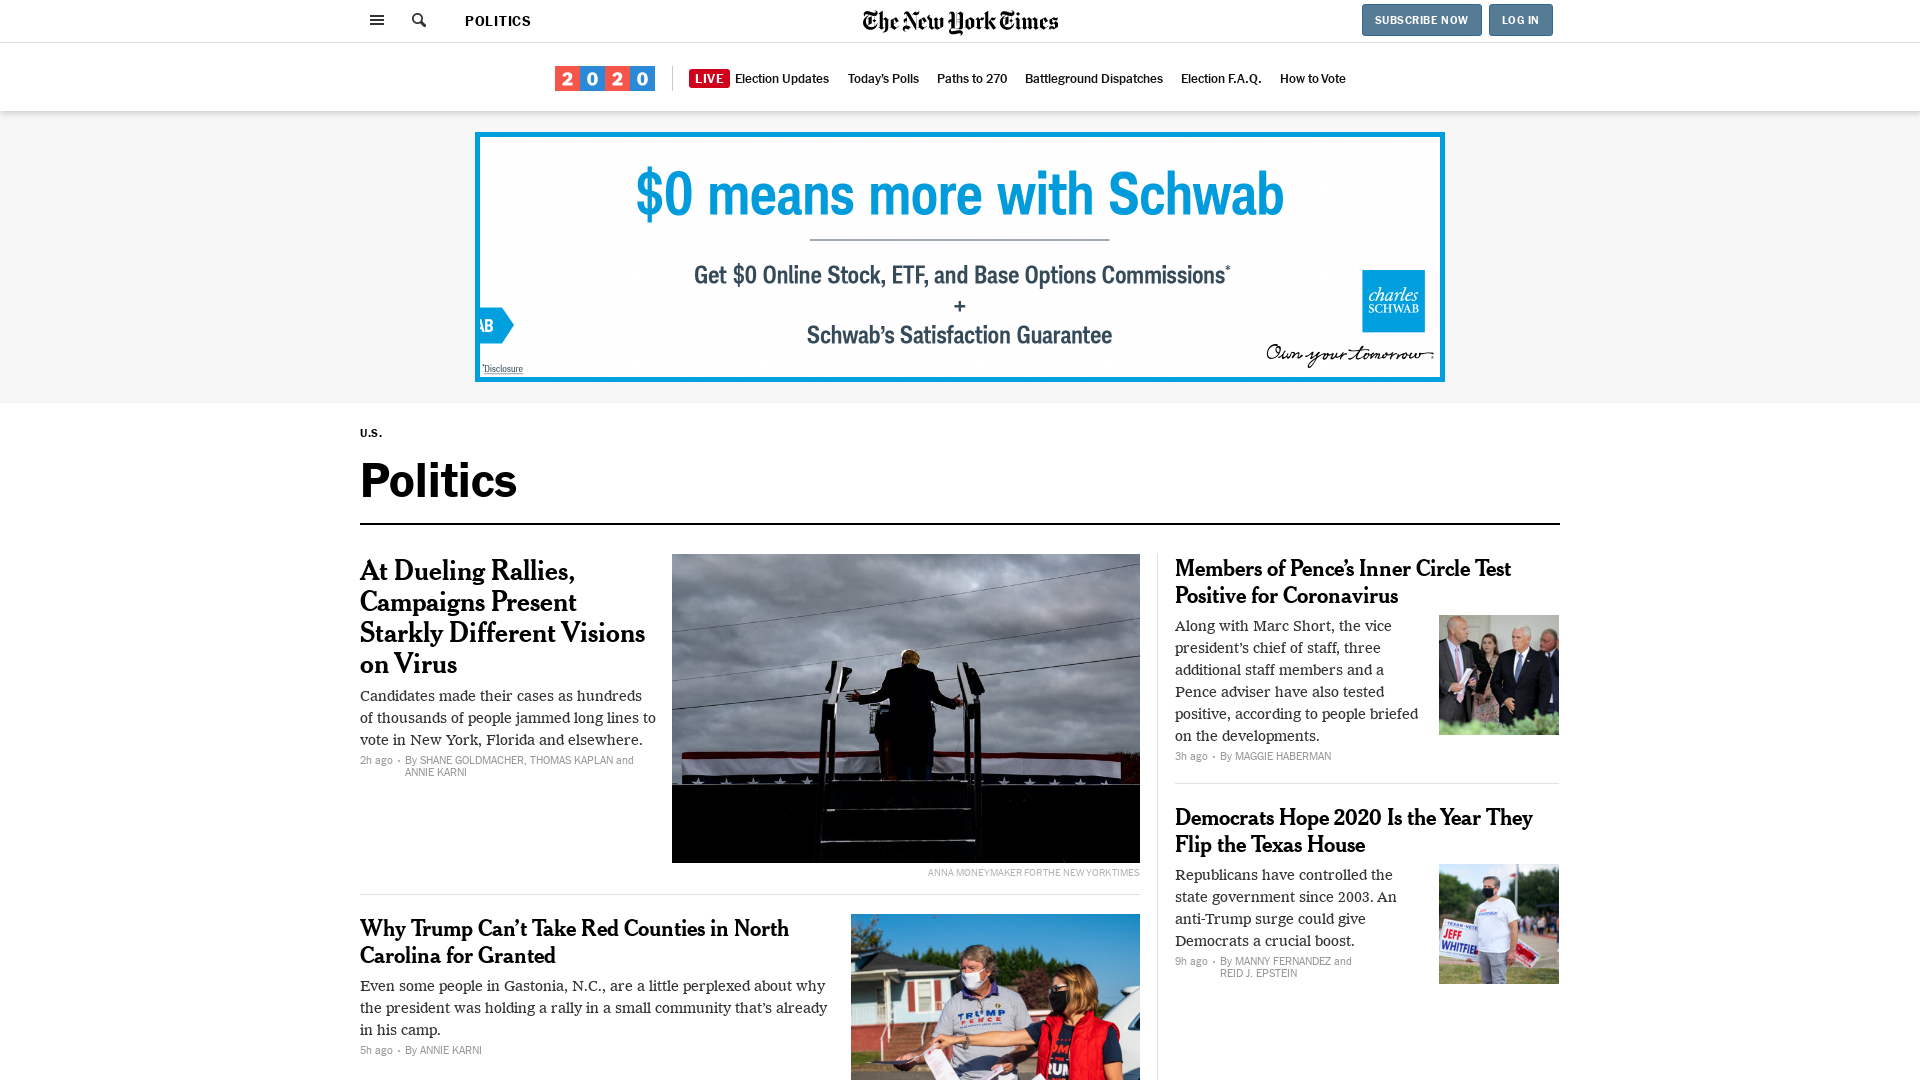 POLITICS
The New York Times
SUBSCRIBE NOW
LOG IN
2020
LIVE Election Updates
Today's Polls
Paths to 270
Battleground Dispatches
Election F.A.Q.
How to Vote
$0 means more with Schwab
Get $0 Online Stock, ETF, and Base Options Commissions*
+
Schwab's Satisfaction Guarantee
AB
*Disclosure
charles
SCHWAB
Own your tomorrow.
U.S.
Politics
At Dueling Rallies,
Campaigns Present
Starkly Different Visions
on Virus
Candidates made their cases as hundreds
of thousands of people jammed long lines to
vote in New York, Florida and elsewhere.
2h ago • By SHANE GOLDMACHER, THOMAS KAPLAN and
ANNIE KARNI
ANNA MONEYMAKER FOR THE NEW YORK TIMES
Why Trump Can't Take Red Counties in North
Carolina for Granted
Even some people in Gastonia, N.C., are a little perplexed about why
the president was holding a rally in a small community that's already
in his camp.
5h ago • By ANNIE KARNI
TRUMP
PENCE
Members of Pence's Inner Circle Test
Positive for Coronavirus
Along with Marc Short, the vice
president's chief of staff, three
additional staff members and a
Pence adviser have also tested
positive, according to people briefed
on the developments.
3h ago • By MAGGIE HABERMAN
Democrats Hope 2020 Is the Year They
Flip the Texas House
Republicans have controlled the
state government since 2003. An
anti-Trump surge could give
Democrats a crucial boost.
9h ago • By MANNY FERNANDEZ and
REID J. EPSTEIN
JEFF
WHITFIE